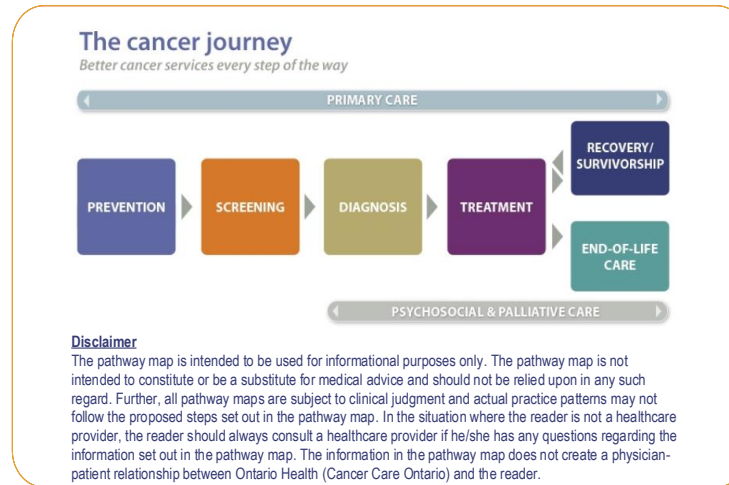 The cancer journey
Better cancer services every step of the way
PRIMARY CARE
PREVENTION
SCREENING
DIAGNOSIS
TREATMENT
RECOVERY/
SURVIVORSHIP
END-OF-LIFE
CARE
PSYCHOSOCIAL & PALLIATIVE CARE
Disclaimer
The pathway map is intended to be used for informational purposes only. The pathway map is not
intended to constitute or be a substitute for medical advice and should not be relied upon in any such
regard. Further, all pathway maps are subject to clinical judgment and actual practice patterns may not
follow the proposed steps set out in the pathway map. In the situation where the reader is not a healthcare
provider, the reader should always consult a healthcare provider if he/she has any questions regarding the
information set out in the pathway map. The information in the pathway map does not create a physician-
patient relationship between Ontario Health (Cancer Care Ontario) and the reader.